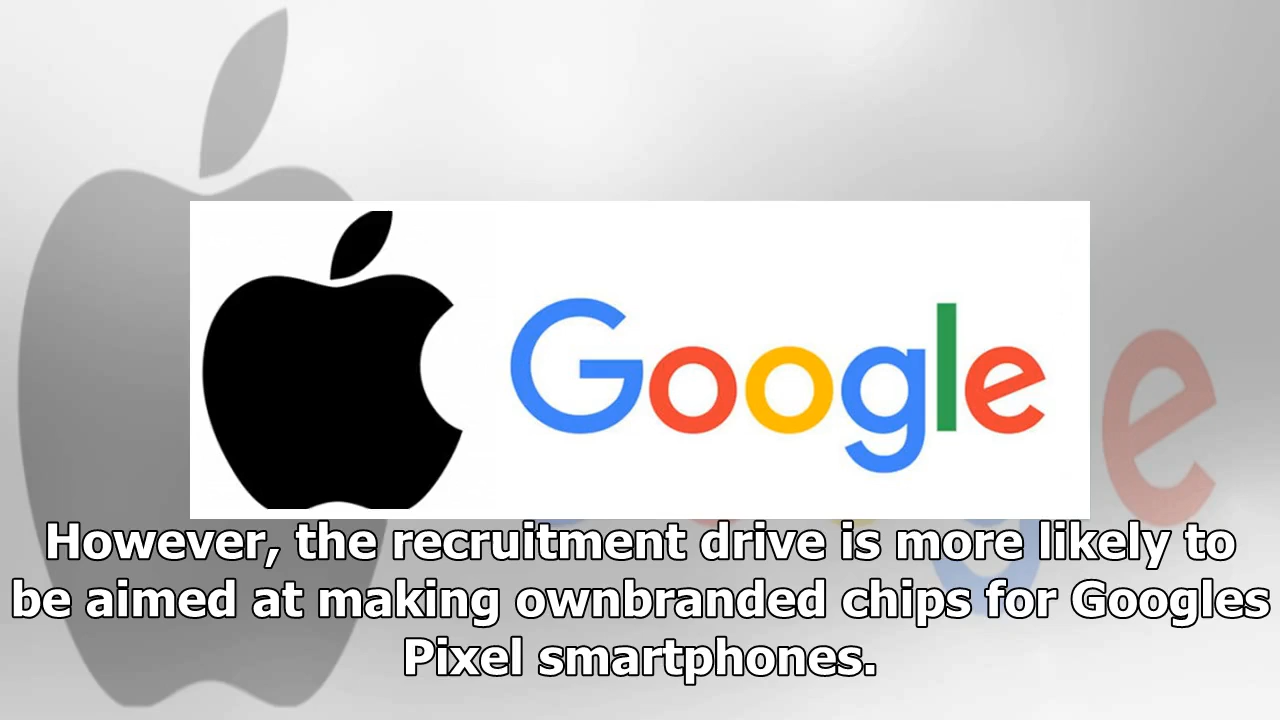 Google
However, the recruitment drive is more likely to
be aimed at making ownbranded chips for Googles
Pixel smartphones.